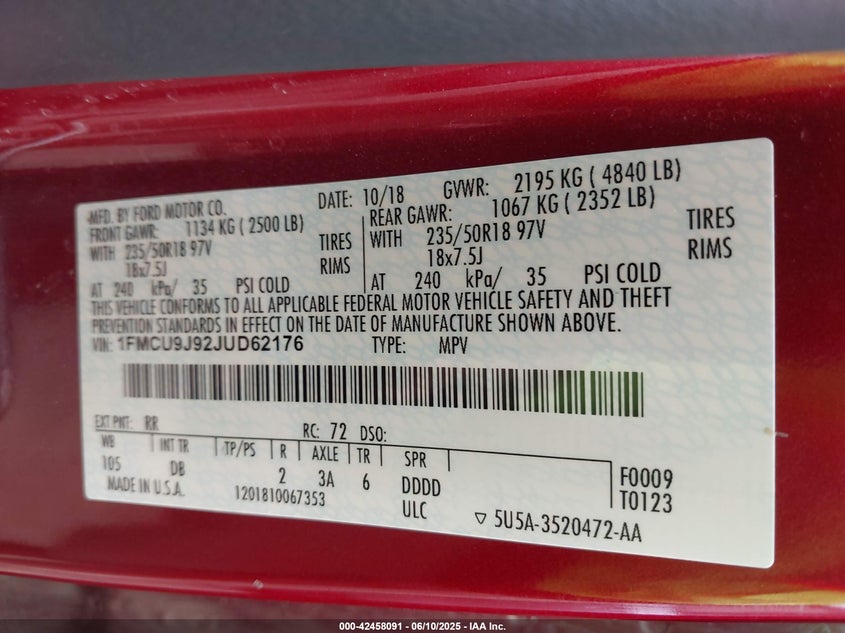 MFD. BY FORD MOTOR CO. DATE: 10/18 GVWR: 2195 KG ( 4840 LB)
FRONT GAWR: 1134 KG ( 2500 LB) REAR GAWR: 1067 KG ( 2352 LB)
WITH 235/50R18 97V TIRES WITH 235/50R18 97V TIRES
18x7.5J RIMS 18x7.5J RIMS
AT 240 kPa/ 35 PSI COLD AT 240 kPa/ 35 PSI COLD
THIS VEHICLE CONFORMS TO ALL APPLICABLE FEDERAL MOTOR VEHICLE SAFETY AND THEFT
PREVENTION STANDARDS IN EFFECT ON THE DATE OF MANUFACTURE SHOWN ABOVE.
VIN: 1FMCU9J92JUD62176 TYPE: MPV
EXT PNT: RR RC: 72 DSO:
WB INT TR TP/PS R AXLE TR SPR
105 DB 2 3A 6 DDDD F0009
MADE IN U.S.A. 1201810067353 ULC T0123
▽ 5U5A-3520472-AA
000-42458091 - 06/10/2025 - IAA Inc.